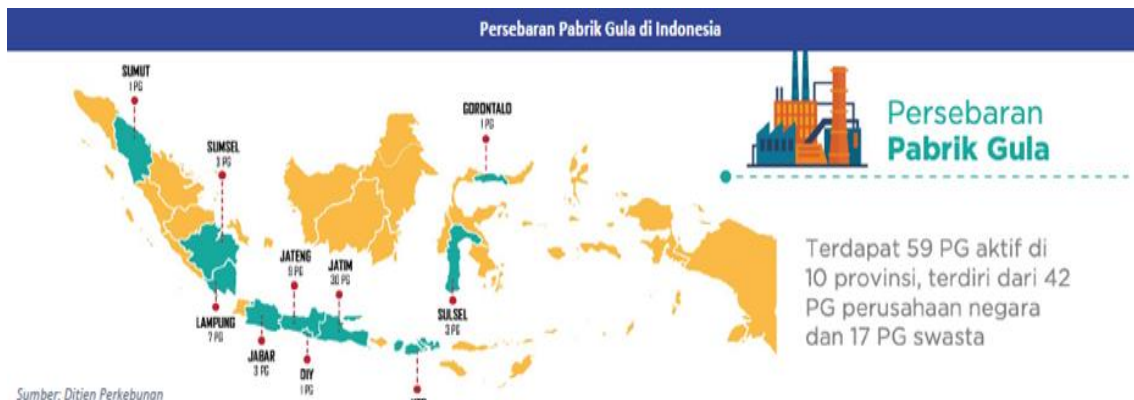 Persebaran Pabrik Gula di Indonesia
SUMUT
1 PG
SUMSEL
3 PG
GORONTALO
1 PG
Persebaran
Pabrik Gula
JATENG
9 PG
JATIM
30 PG
LAMPUNG
7 PG
JABAR
3 PG
DIY
1 PG
SULSEL
3 PG
Terdapat 59 PG aktif di
10 provinsi, terdiri dari 42
PG perusahaan negara
dan 17 PG swasta
Sumber: Ditjen Perkebunan